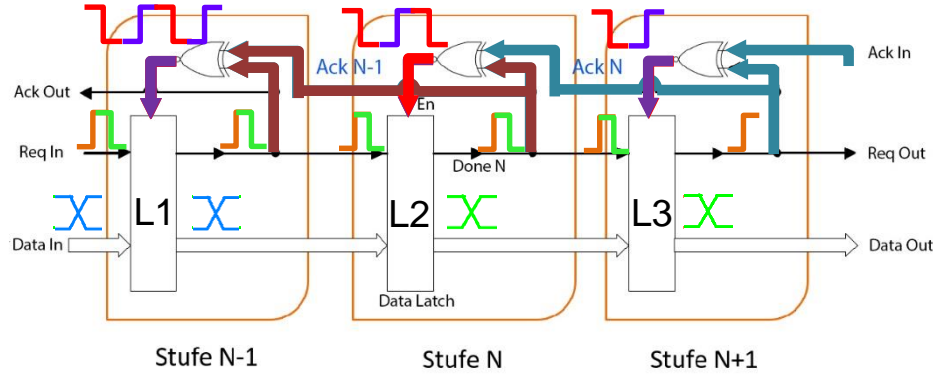 Ack N-1
Ack N
Ack In
Ack Out
En
Req In
Done N
Req Out
L1
L2
L3
Data In
Data Out
Data Latch
Stufe N-1
Stufe N
Stufe N+1